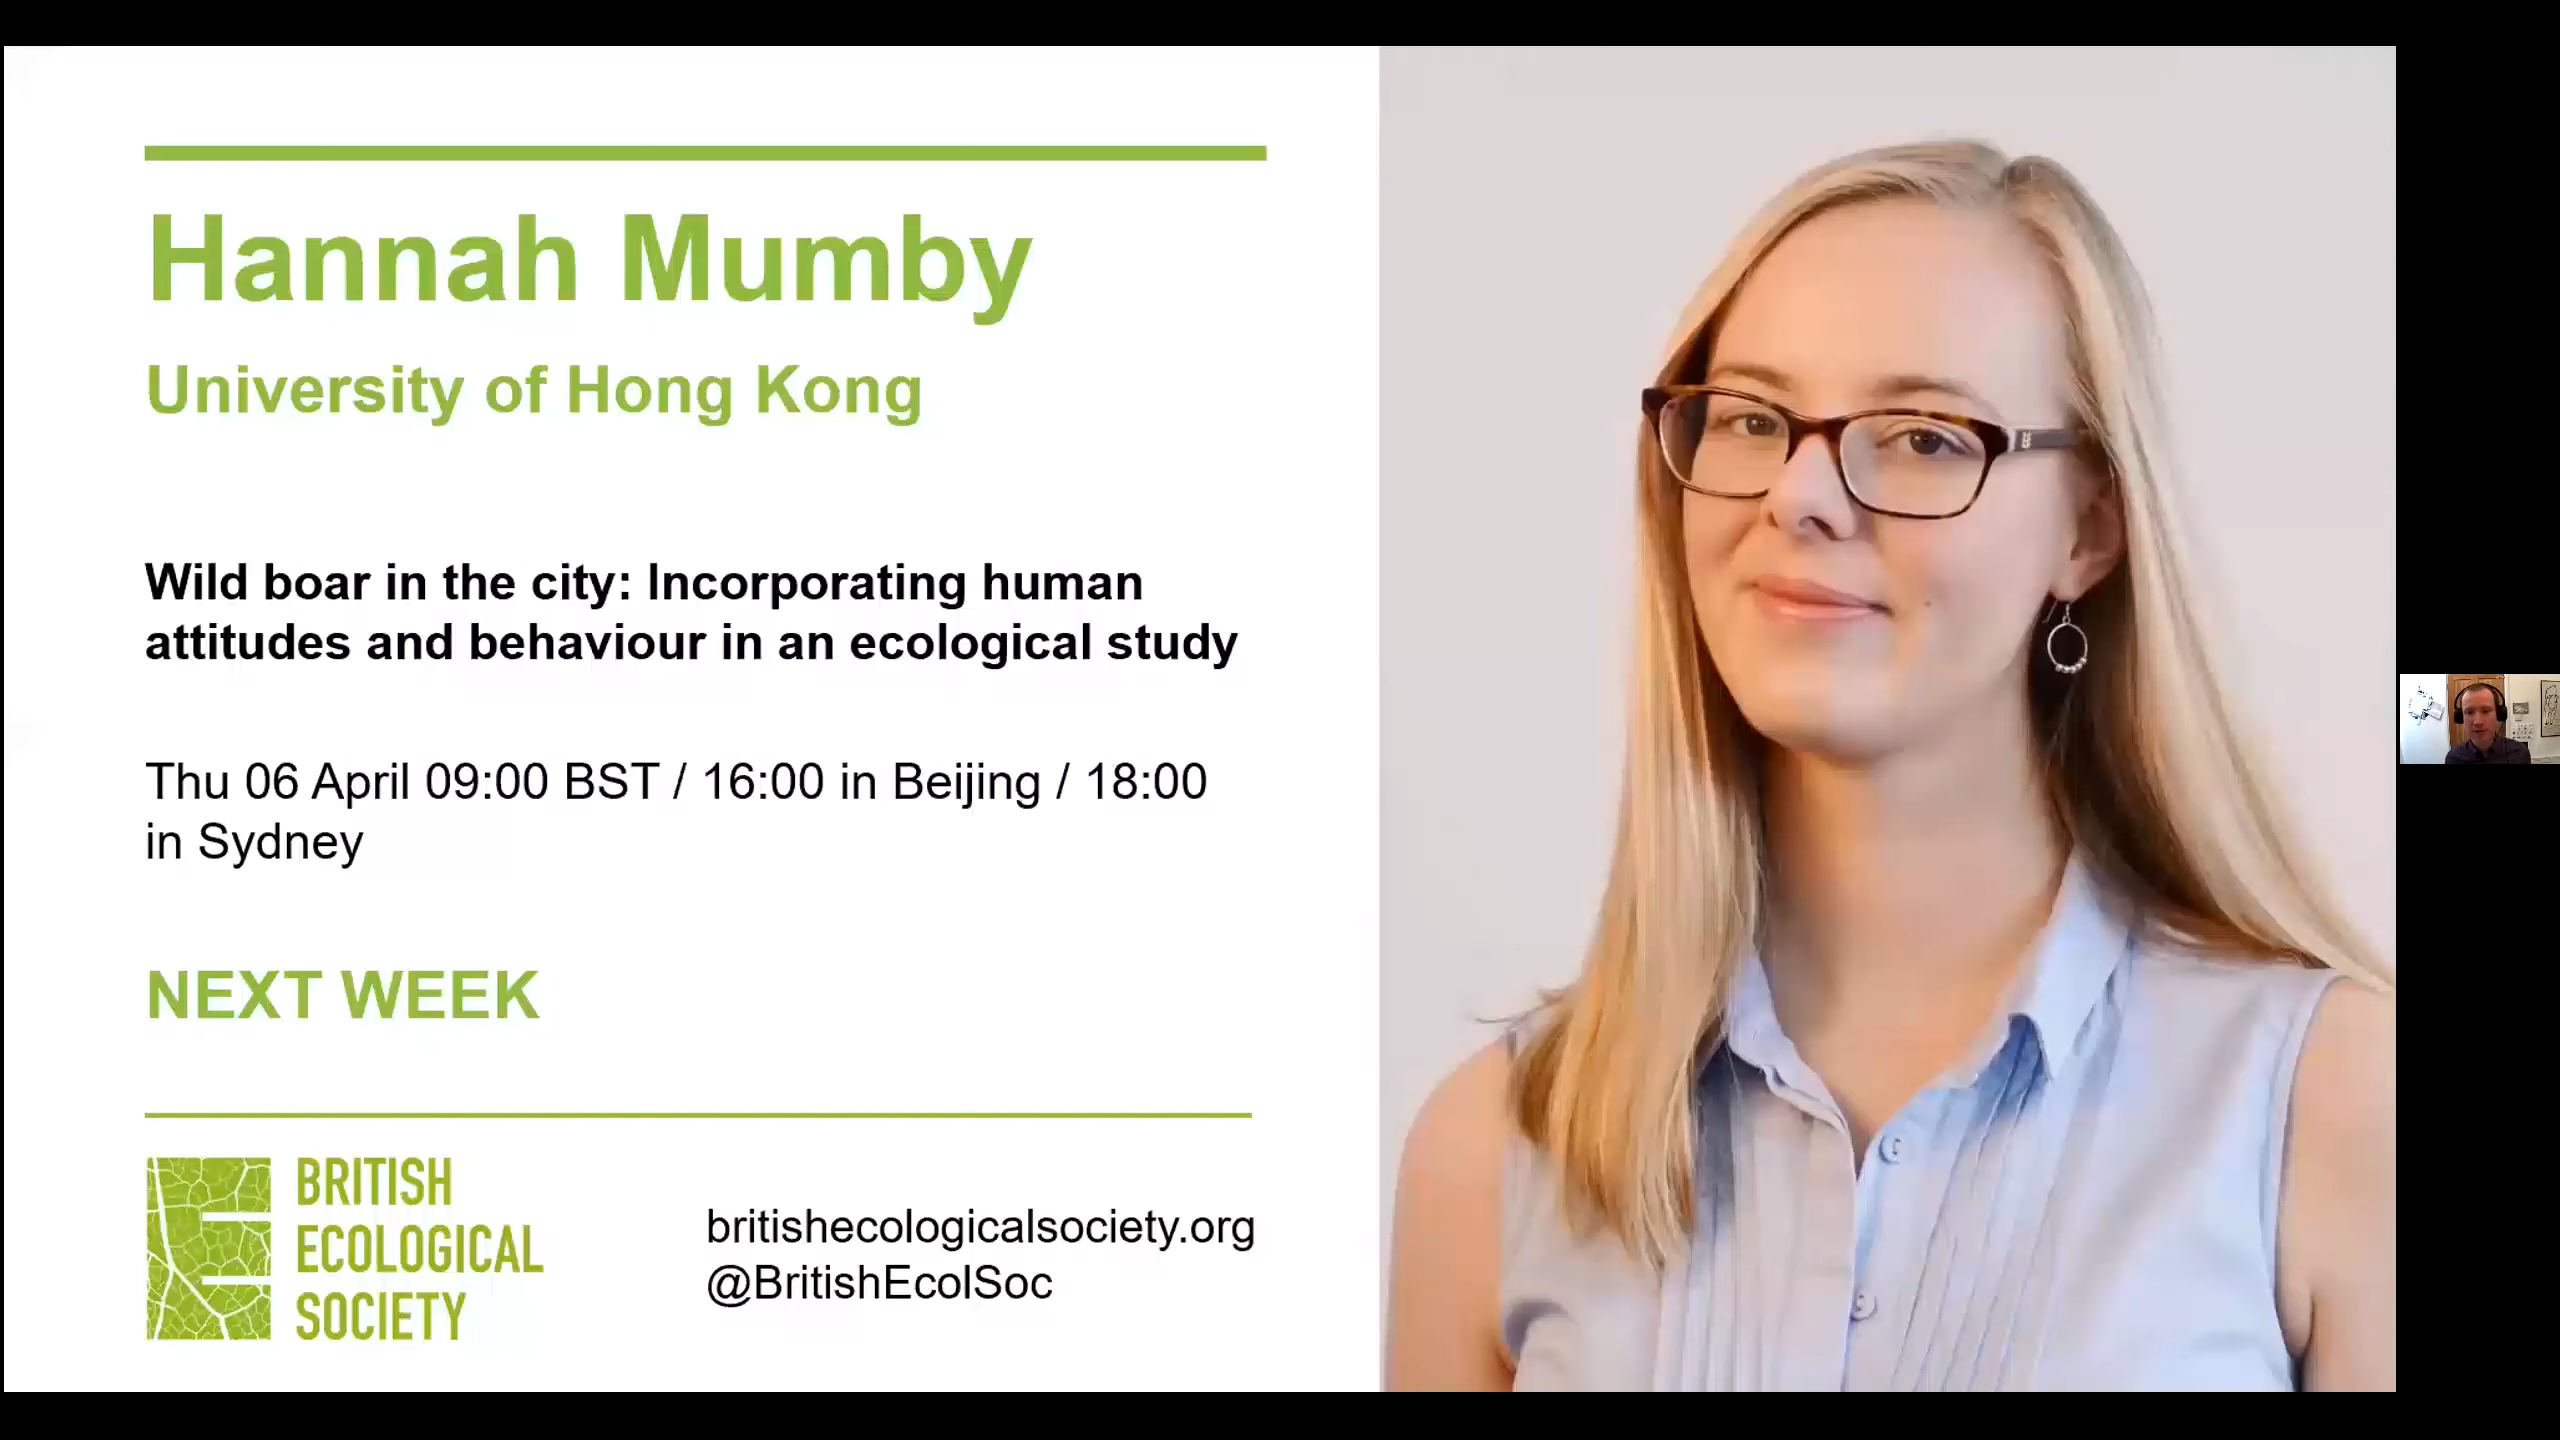 Hannah Mumby
University of Hong Kong
Wild boar in the city: Incorporating human
attitudes and behaviour in an ecological study
Thu 06 April 09:00 BST / 16:00 in Beijing / 18:00
in Sydney
NEXT WEEK
BRITISH
ECOLOGICAL
SOCIETY
britishecologicalsociety.org
@BritishEcolSoc